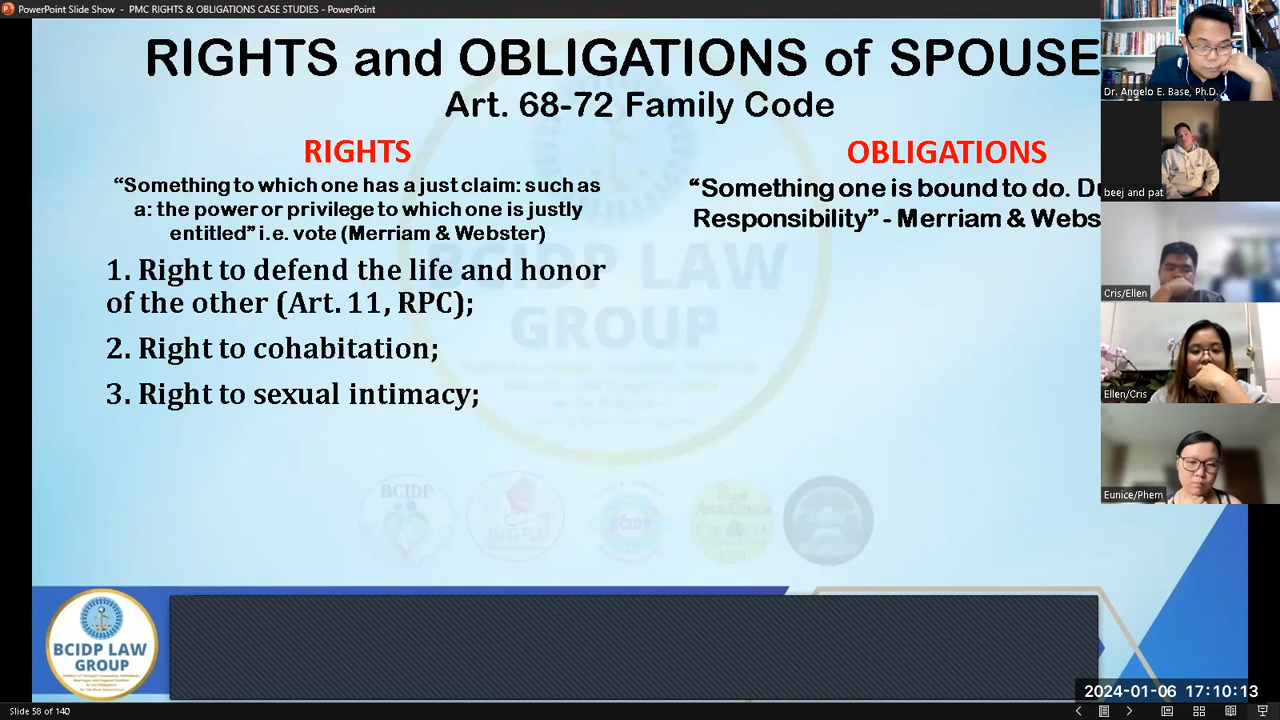 PowerPoint Slide Show - PMC RIGHTS & OBLIGATIONS CASE STUDIES - PowerPoint
RIGHTS and OBLIGATIONS of SPOUSE
Art. 68-72 Family Code
RIGHTS
“Something to which one has a just claim: such as
a: the power or privilege to which one is justly
entitled” i.e. vote (Merriam & Webster)
1. Right to defend the life and honor
of the other (Art. 11, RPC);
2. Right to cohabitation;
3. Right to sexual intimacy;
OBLIGATIONS
“Something one is bound to do.
Responsibility” - Merriam & Webs
Dr. Angelo E. Base, Ph.D.
beej and pat
Cris/Ellen
Ellen/Cris
Eunice/Phem
BCIDP LAW
GROUP
BCIDP
BCIDP LAW
GROUP
2024-01-06 17:10:13
Slide 58 of 140